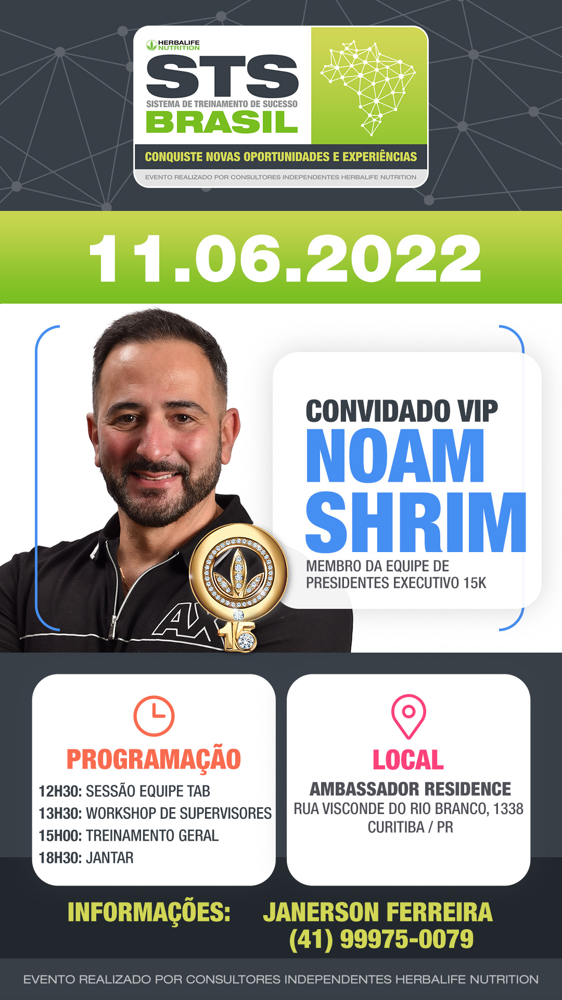 HERBALIFE
NUTRITION
STS
SISTEMA DE TREINAMENTO DE SUCESSO
BRASIL
CONQUISTE NOVAS OPORTUNIDADES E EXPERIÊNCIAS
EVENTO REALIZADO POR CONSULTORES INDEPENDENTES HERBALIFE NUTRITION
11.06.2022
CONVIDADO VIP
NOAM
SHRIM
MEMBRO DA EQUIPE DE
PRESIDENTES EXECUTIVO 15K
AX
15
PROGRAMAÇÃO
12H30: SESSÃO EQUIPE TAB
13H30: WORKSHOP DE SUPERVISORES
15H00: TREINAMENTO GERAL
18H30: JANTAR
LOCAL
AMBASSADOR RESIDENCE
RUA VISCONDE DO RIO BRANCO, 1338
CURITIBA / PR
INFORMAÇÕES: JANERSON FERREIRA
(41) 99975-0079
EVENTO REALIZADO POR CONSULTORES INDEPENDENTES HERBALIFE NUTRITION